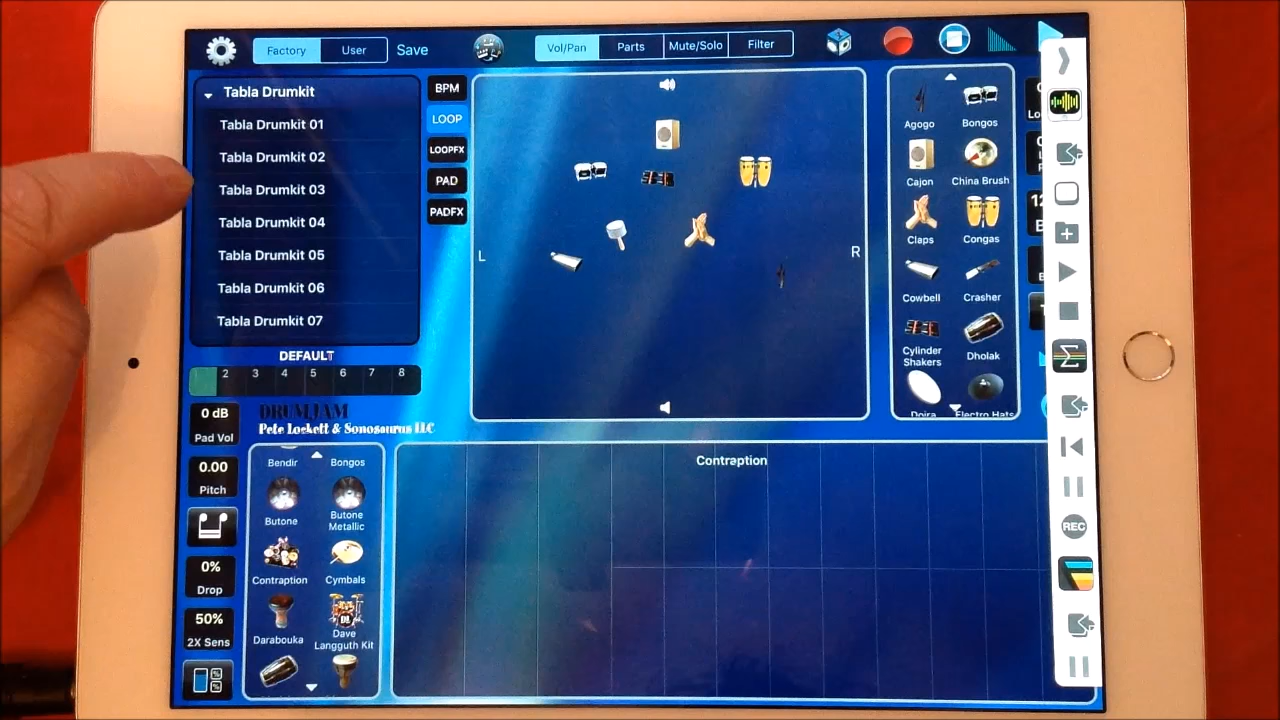 Factory
User
Save
Vol/Pan
Parts
Mute/Solo
Filter
Tabla Drumkit
Tabla Drumkit 01
Tabla Drumkit 02
Tabla Drumkit 03
Tabla Drumkit 04
Tabla Drumkit 05
Tabla Drumkit 06
Tabla Drumkit 07
BPM
LOOP
LOOPFX
PAD
PADFX
L
R
Agogo
Bongos
Cajon
China Brush
Claps
Congas
Cowbell
Crasher
Cylinder
Shakers
Dholak
Doira
Electro Hats
DEFAULT
2 3 4 5 6 7 8
DRUMJAM
Pete Lockett & Sonosaurus LLC
0 dB
Pad Vol
0.00
Pitch
0%
Drop
50%
2X Sens
Bendir
Bongos
Butone
Butone
Metallic
Contraption
Cymbals
Darabouka
Dave
Langguth Kit
Contraption
REC